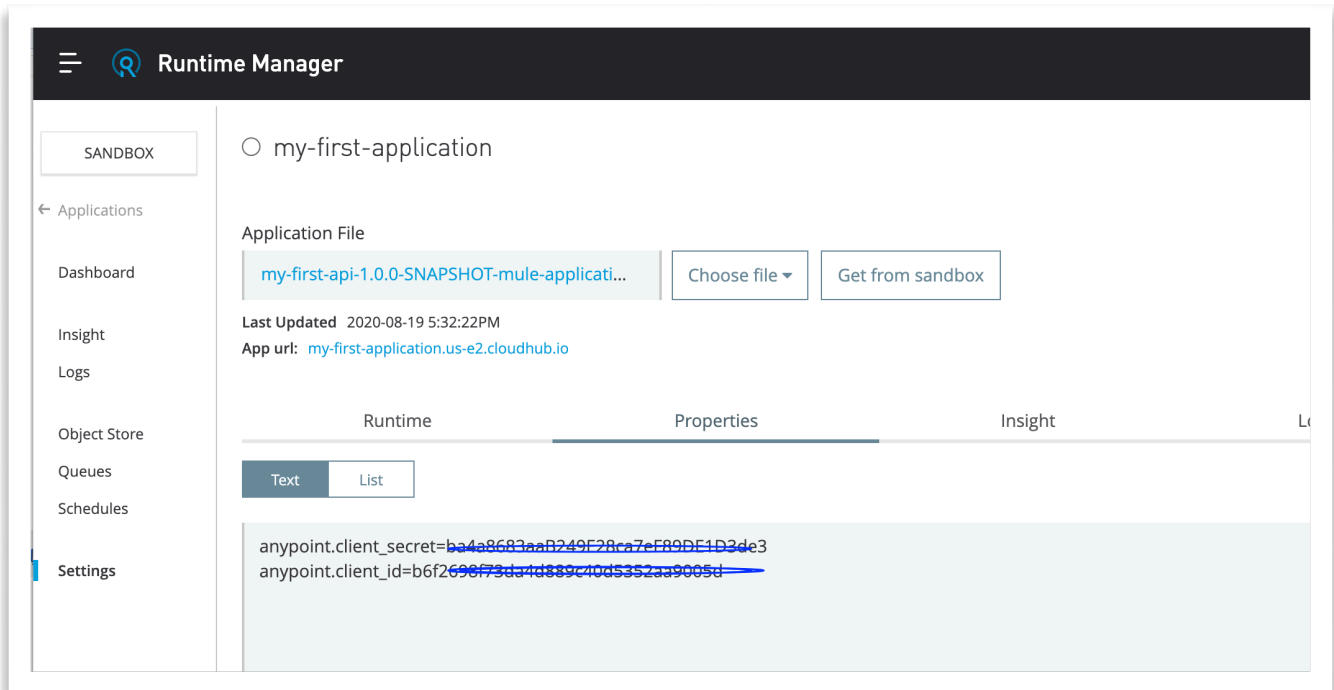 Runtime Manager
SANDBOX
my-first-application
Applications
Application File
my-first-api-1.0.0-SNAPSHOT-mule-applicati...
Choose file
Get from sandbox
Dashboard
Last Updated 2020-08-19 5:32:22PM
Insight
App url: my-first-application.us-e2.cloudhub.io
Logs
Runtime
Properties
Insight
Object Store
Queues
Text
List
Schedules
anypoint.client_secret=
anypoint.client_id=
Settings